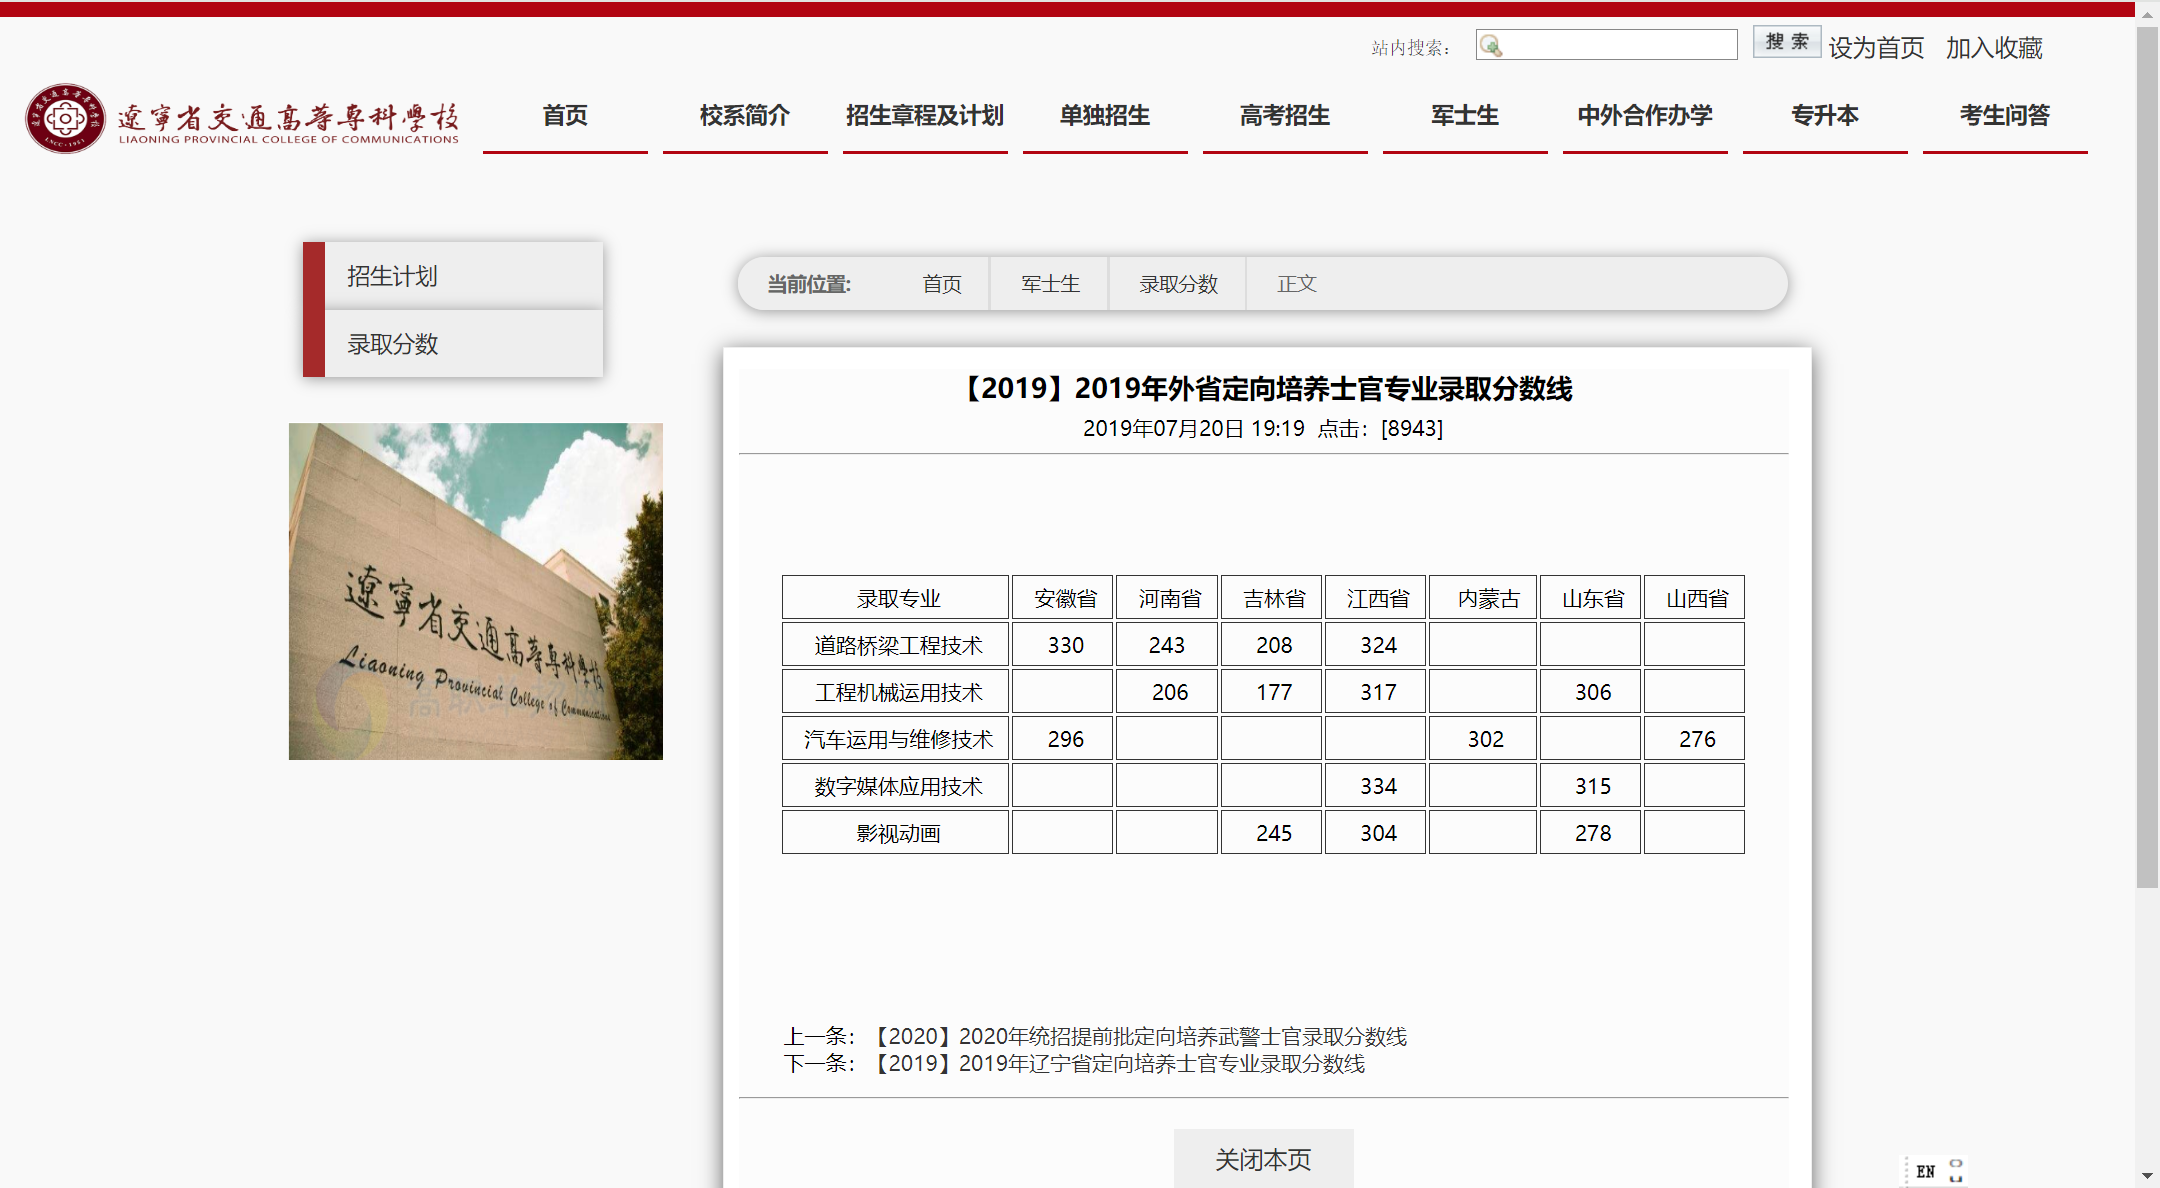 站内搜索：
搜 索
设为首页 加入收藏
遼寧省交通高等專科學校
LIAONING PROVINCIAL COLLEGE OF COMMUNICATIONS
首页 校系简介 招生章程及计划 单独招生 高考招生 军士生 中外合作办学 专升本 考生问答
招生计划
录取分数
当前位置: 首页 军士生 录取分数 正文
遼寧省交通高等專科學校
Liaoning Provincial College of Communications
【2019】2019年外省定向培养士官专业录取分数线
2019年07月20日 19:19 点击：[8943]
录取专业 安徽省 河南省 吉林省 江西省 内蒙古 山东省 山西省
道路桥梁工程技术 330 243 208 324
工程机械运用技术 206 177 317 306
汽车运用与维修技术 296 302 276
数字媒体应用技术 334 315
影视动画 245 304 278
上一条：【2020】2020年统招提前批定向培养武警士官录取分数线
下一条：【2019】2019年辽宁省定向培养士官专业录取分数线
关闭本页
EN